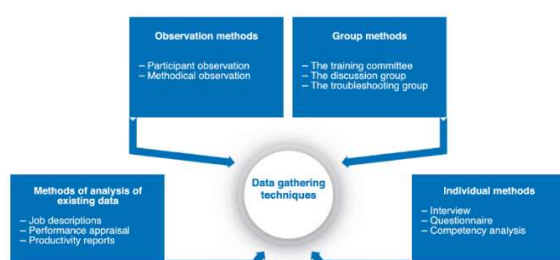 Observation methods
– Participant observation
– Methodical observation
Group methods
– The training committee
– The discussion group
– The troubleshooting group
Data gathering
techniques
Methods of analysis of
existing data
– Job descriptions
– Performance appraisal
– Productivity reports
Individual methods
– Interview
– Questionnaire
– Competency analysis